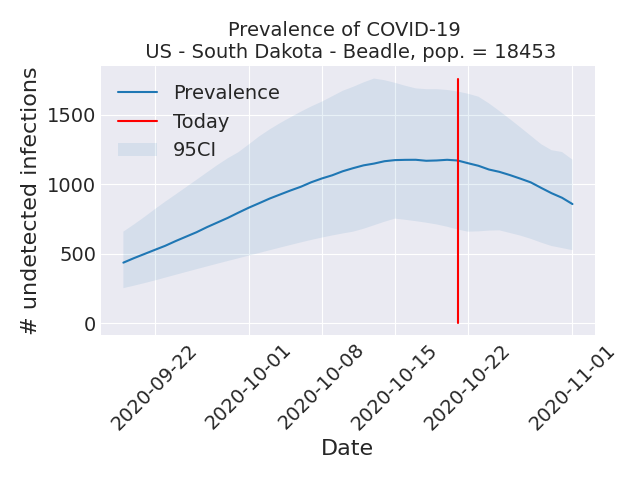 Prevalence of COVID-19
US - South Dakota - Beadle, pop. = 18453
# undetected infections
1500
1000
500
0
Prevalence
Today
95CI
2020-09-22
2020-10-01
2020-10-08
2020-10-15
2020-10-22
2020-11-01
Date